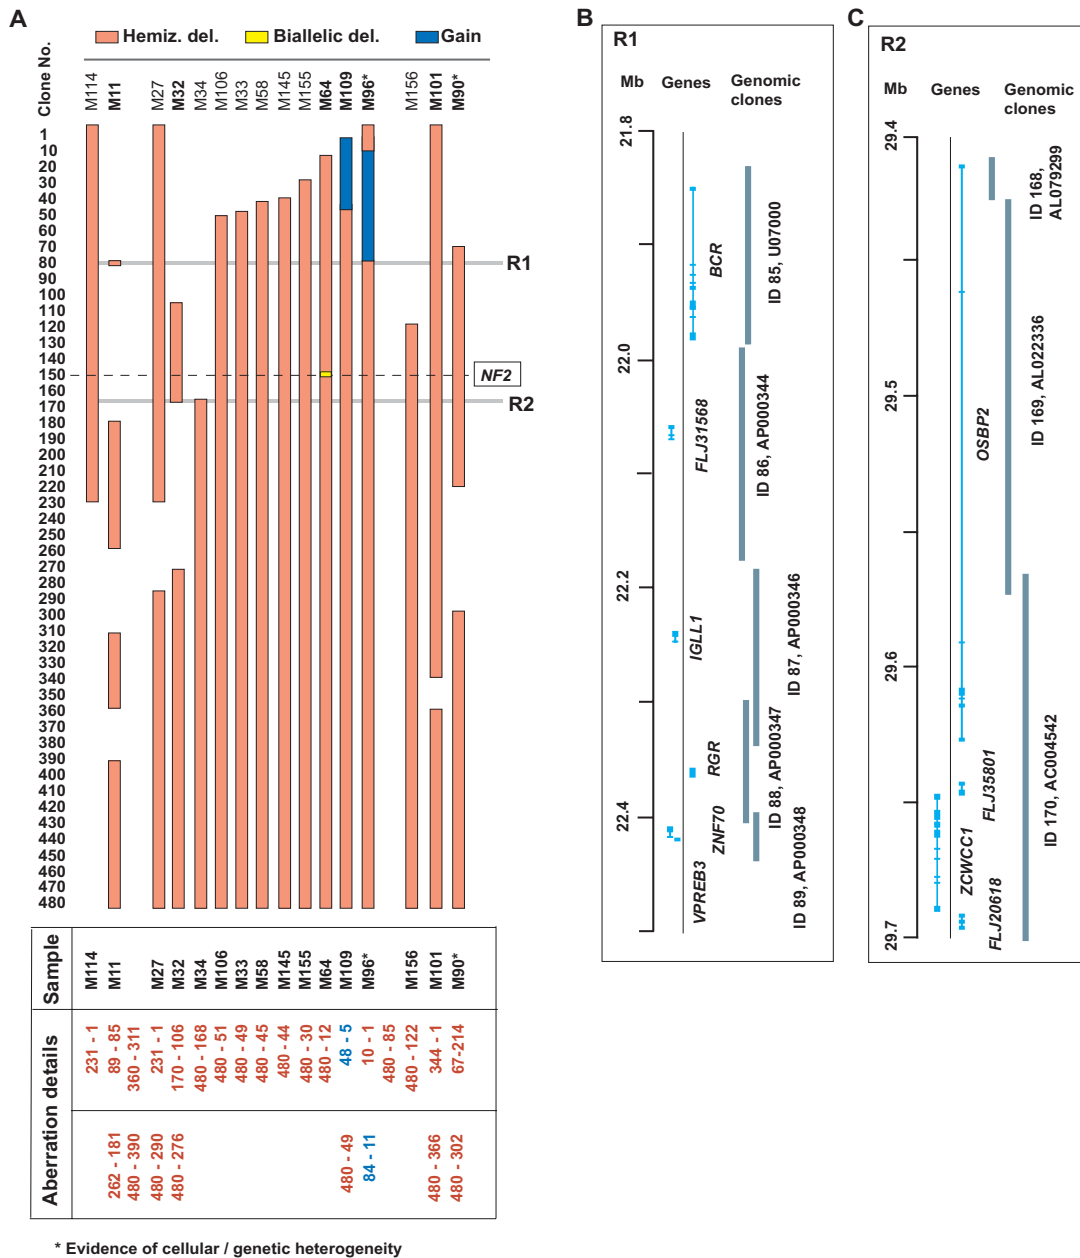 A
Hemiz. del.
Biallelic del.
Gain
Clone No.
M114
M11
M27
M32
M34
M106
M33
M58
M145
M155
M64
M109
M96*
M156
M101
M90*
1
10
20
30
40
50
60
70
80
90
100
110
120
130
140
150
160
170
180
190
200
210
220
230
240
250
260
270
280
290
300
310
320
330
340
350
360
370
380
390
400
410
420
430
440
450
460
470
480
R1
NF2
R2
Sample
M114
M11
M27
M32
M34
M106
M33
M58
M145
M155
M64
M109
M96*
M156
M101
M90*
Aberration details
231 - 1
89 - 85
360 - 311
231 - 1
170 - 106
480 - 168
480 - 51
480 - 49
480 - 45
480 - 44
480 - 30
480 - 12
48 - 5
10 - 1
480 - 85
480 - 122
344 - 1
67-214
262 - 181
480 - 390
480 - 290
480 - 276
480 - 49
84 - 11
480 - 366
480 - 302
* Evidence of cellular / genetic heterogeneity
B
R1
Mb
Genes
Genomic
clones
21.8
22.0
22.2
22.4
BCR
FLJ31568
IGLL1
RGR
ZNF70
VPREB3
ID 85, U07000
ID 86, AP000344
ID 87, AP000346
ID 88, AP000347
ID 89, AP000348
C
R2
Mb
Genes
Genomic
clones
29.4
29.5
29.6
29.7
OSBP2
FLJ35801
ZCWCC1
FLJ20618
ID 168,
AL079299
ID 169, AL022336
ID 170, AC004542